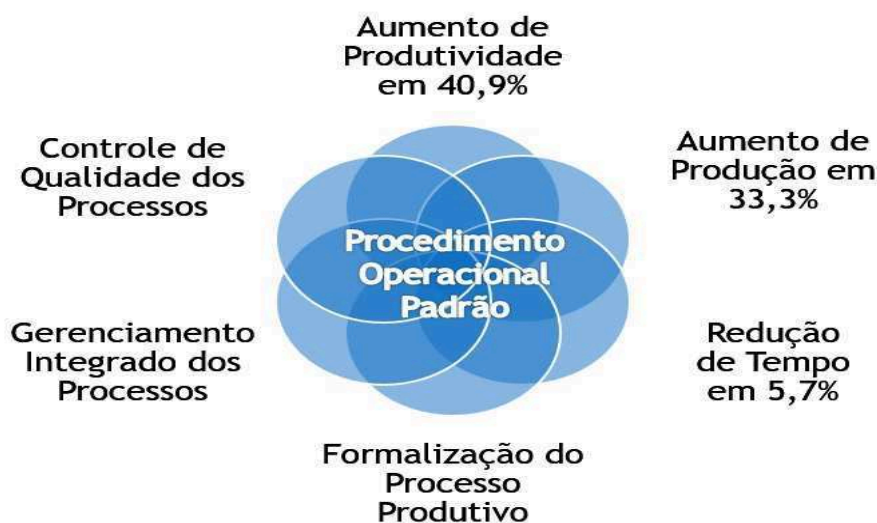 Aumento de
Produtividade
em 40,9%
Controle de
Qualidade dos
Processos
Aumento de
Produção em
33,3%
Procedimento
Operacional
Padrão
Gerenciamento
Integrado dos
Processos
Redução
de Tempo
em 5,7%
Formalização do
Processo
Produtivo